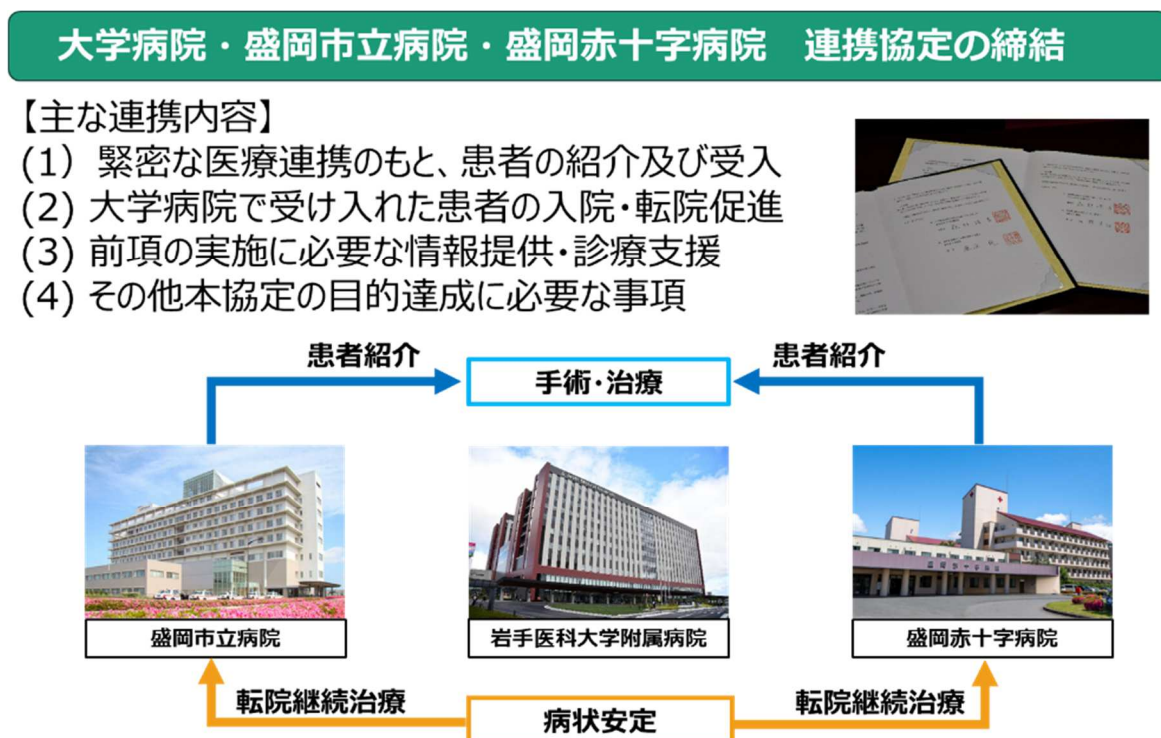 大学病院・盛岡市立病院・盛岡赤十字病院　連携協定の締結
【主な連携内容】
(1) 緊密な医療連携のもと、患者の紹介及び受入
(2) 大学病院で受け入れた患者の入院・転院促進
(3) 前項の実施に必要な情報提供・診療支援
(4) その他本協定の目的達成に必要な事項
患者紹介
患者紹介
手術・治療
盛岡赤十字病院
盛岡市立病院
岩手医科大学附属病院
盛岡赤十字病院
転院継続治療
転院継続治療
病状安定